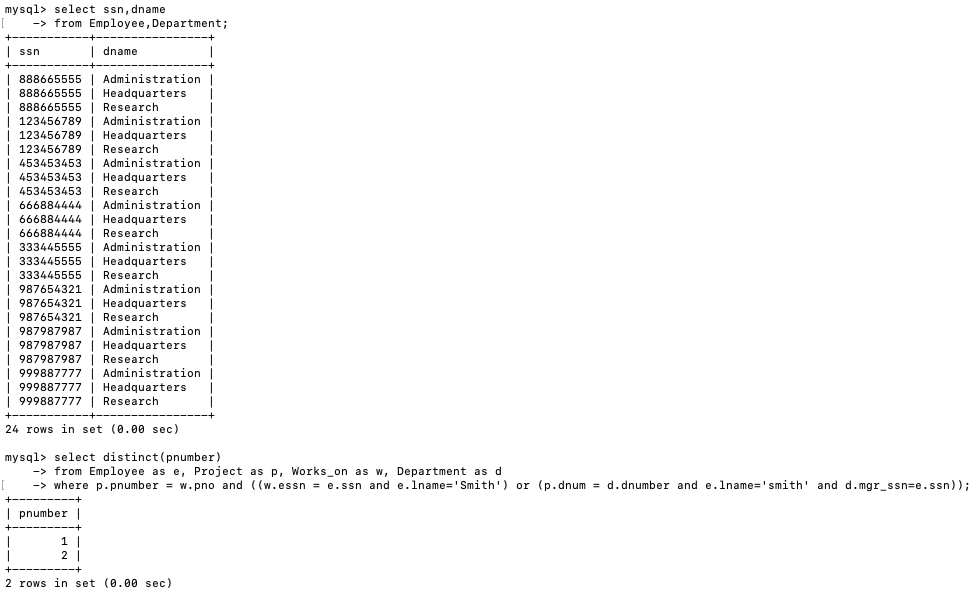 mysql> select ssn,dname
[    -> from Employee,Department;
+-----------+----------------+
| ssn       | dname          |
+-----------+----------------+
| 888665555 | Administration |
| 888665555 | Headquarters   |
| 888665555 | Research       |
| 123456789 | Administration |
| 123456789 | Headquarters   |
| 123456789 | Research       |
| 453453453 | Administration |
| 453453453 | Headquarters   |
| 453453453 | Research       |
| 666884444 | Administration |
| 666884444 | Headquarters   |
| 666884444 | Research       |
| 333445555 | Administration |
| 333445555 | Headquarters   |
| 333445555 | Research       |
| 987654321 | Administration |
| 987654321 | Headquarters   |
| 987654321 | Research       |
| 987987987 | Administration |
| 987987987 | Headquarters   |
| 987987987 | Research       |
| 999887777 | Administration |
| 999887777 | Headquarters   |
| 999887777 | Research       |
+-----------+----------------+
24 rows in set (0.00 sec)

mysql> select distinct(pnumber)
    -> from Employee as e, Project as p, Works_on as w, Department as d
[    -> where p.pnumber = w.pno and ((w.essn = e.ssn and e.lname='Smith') or (p.dnum = d.dnumber and e.lname='smith' and d.mgr_ssn=e.ssn));
+---------+
| pnumber |
+---------+
|       1 |
|       2 |
+---------+
2 rows in set (0.00 sec)